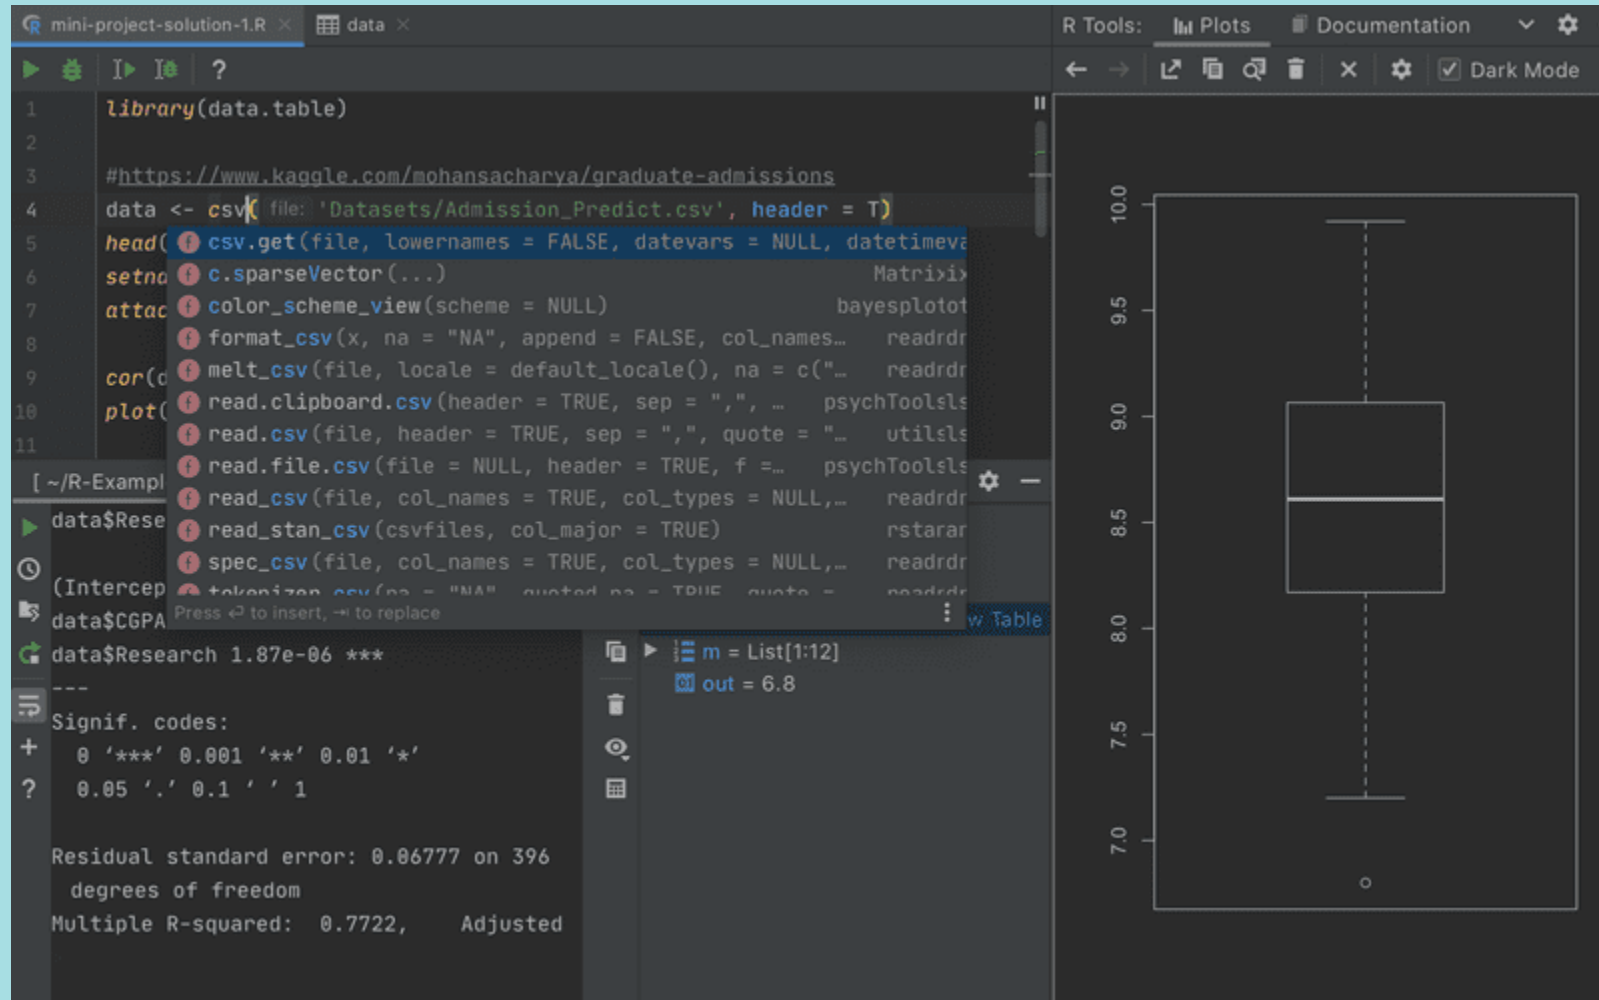 mini-project-solution-1.R
data
R Tools:
Plots
Documentation
?
Dark Mode
1 library(data.table)
2
3 #https://www.kaggle.com/mohansacharya/graduate-admissions
4 data <- csv( file: 'Datasets/Admission_Predict.csv', header = T)
5 head(
6 setna
7 attac
8
9 cor(d
10 plot(
11
csv.get(file, lowernames = FALSE, datevars = NULL, datetimeva
c.sparseVector(...) Matrix
color_scheme_view(scheme = NULL) bayesplot
format_csv(x, na = "NA", append = FALSE, col_names… readr
melt_csv(file, locale = default_locale(), na = c("… readr
read.clipboard.csv(header = TRUE, sep = ",", … psychTools
read.csv(file, header = TRUE, sep = ",", quote = "… utils
read.file.csv(file = NULL, header = TRUE, f =… psychTools
read_csv(file, col_names = TRUE, col_types = NULL,… readr
read_stan_csv(csvfiles, col_major = TRUE) rstan
spec_csv(file, col_names = TRUE, col_types = NULL,… readr
tokenizer_csv(na = "NA", quoted_na = TRUE, quote = readr
Press ↩ to insert, ⇥ to replace
[ ~/R-Exampl
data$Rese
(Intercep
data$CGPA
data$Research 1.87e-06 ***
---
Signif. codes:
0 ‘***’ 0.001 ‘**’ 0.01 ‘*’
0.05 ‘.’ 0.1 ‘ ’ 1
Residual standard error: 0.06777 on 396
degrees of freedom
Multiple R-squared: 0.7722, Adjusted
?
w Table
m = List[1:12]
out = 6.8
10.0
9.5
9.0
8.5
8.0
7.5
7.0